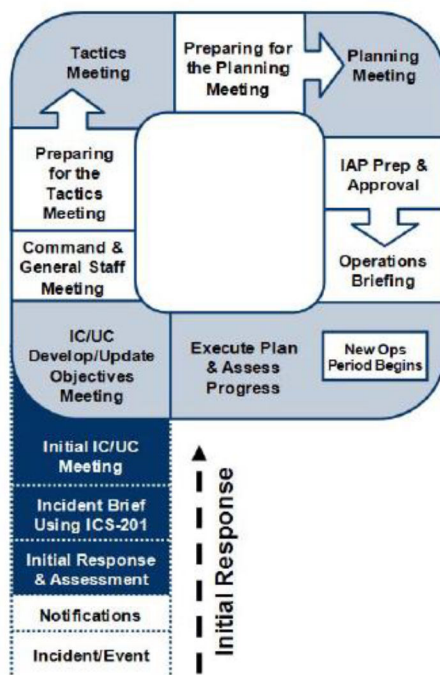 Tactics
Meeting
Preparing for
the Planning
Meeting
Planning
Meeting
Preparing
for the
Tactics
Meeting
IAP Prep &
Approval
Command &
General Staff
Meeting
Operations
Briefing
IC/UC
Develop/Update
Objectives
Meeting
Execute Plan
& Assess
Progress
New Ops
Period Begins
Initial IC/UC
Meeting
Incident Brief
Using ICS-201
Initial Response
& Assessment
Notifications
Incident/Event
Initial Response